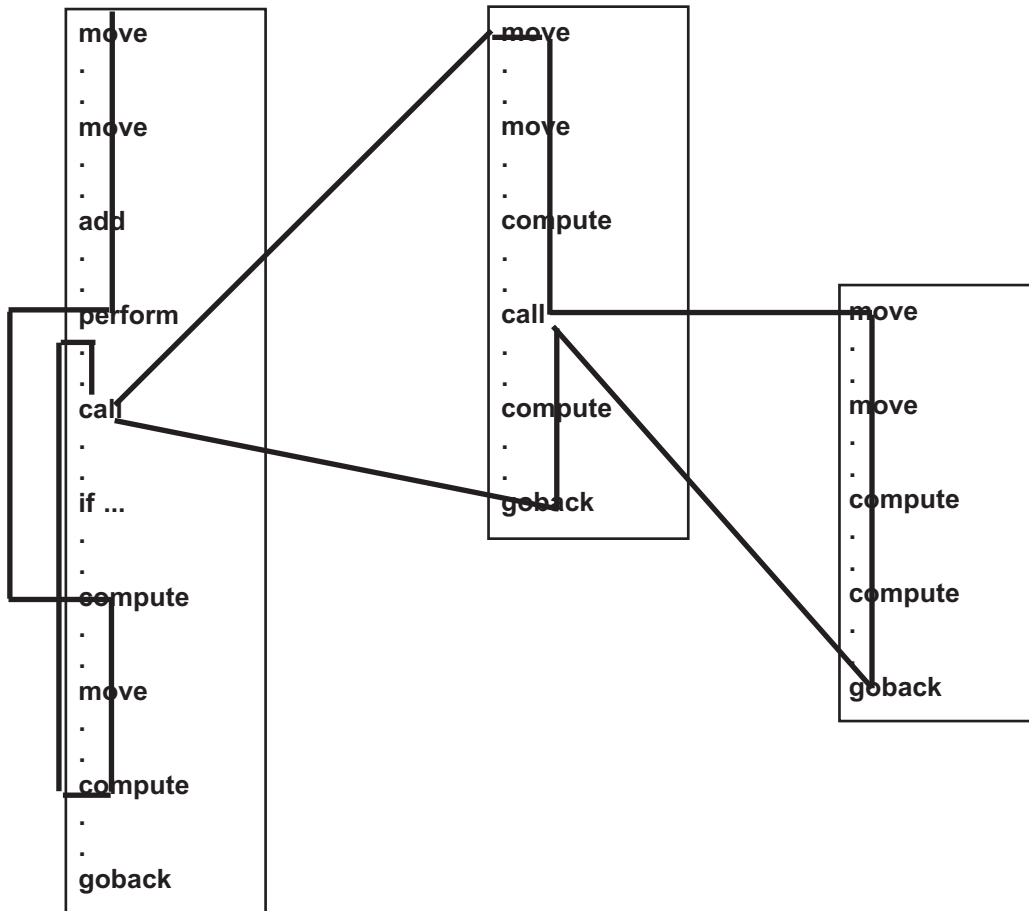 move
.
.
move
.
.
add
.
.
perform
.
.
call
.
.
if ...
.
.
compute
.
.
move
.
.
compute
.
.
goback
move
.
.
move
.
.
compute
.
.
call
.
.
compute
.
.
goback
move
.
.
move
.
.
compute
.
.
compute
.
.
goback